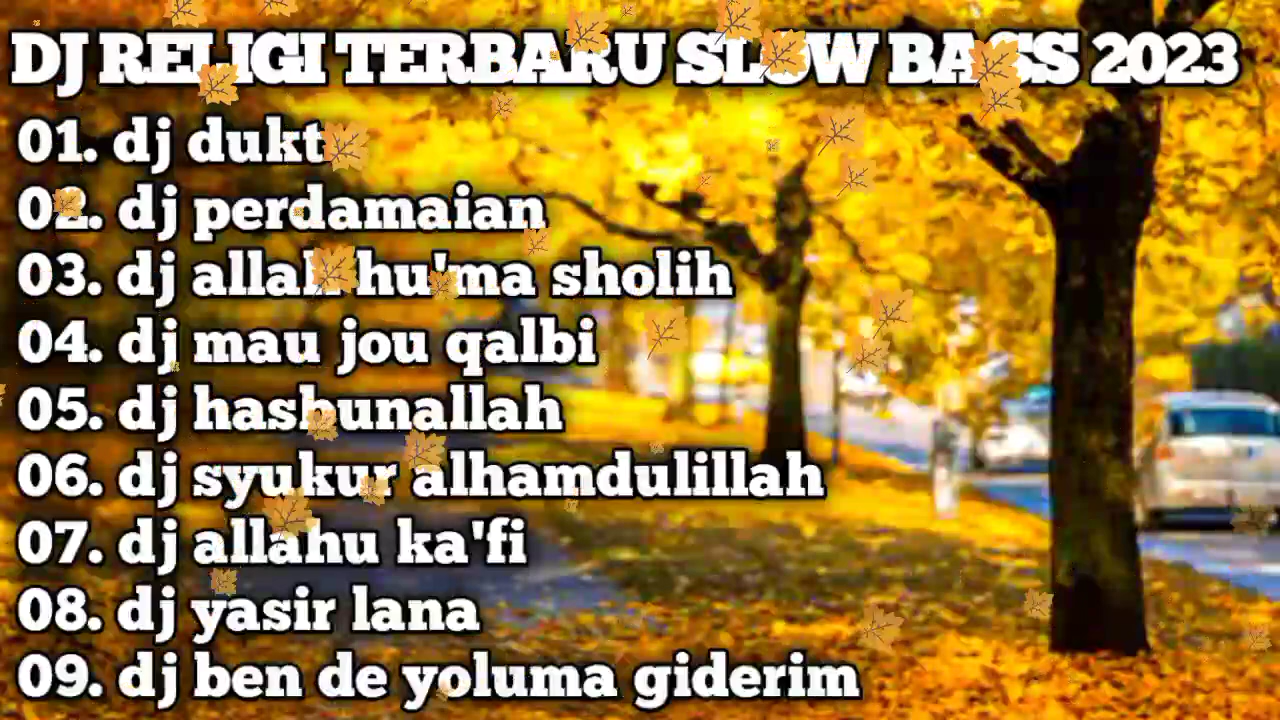 DJ RELIGI TERBARU SLOW BASS 2023
01. dj dukt
02. dj perdamaian
03. dj allah hu'ma sholih
04. dj mau jou qalbi
05. dj hasbunallah
06. dj syukur alhamdulillah
07. dj allahu ka'fi
08. dj yasir lana
09. dj ben de yoluma giderim